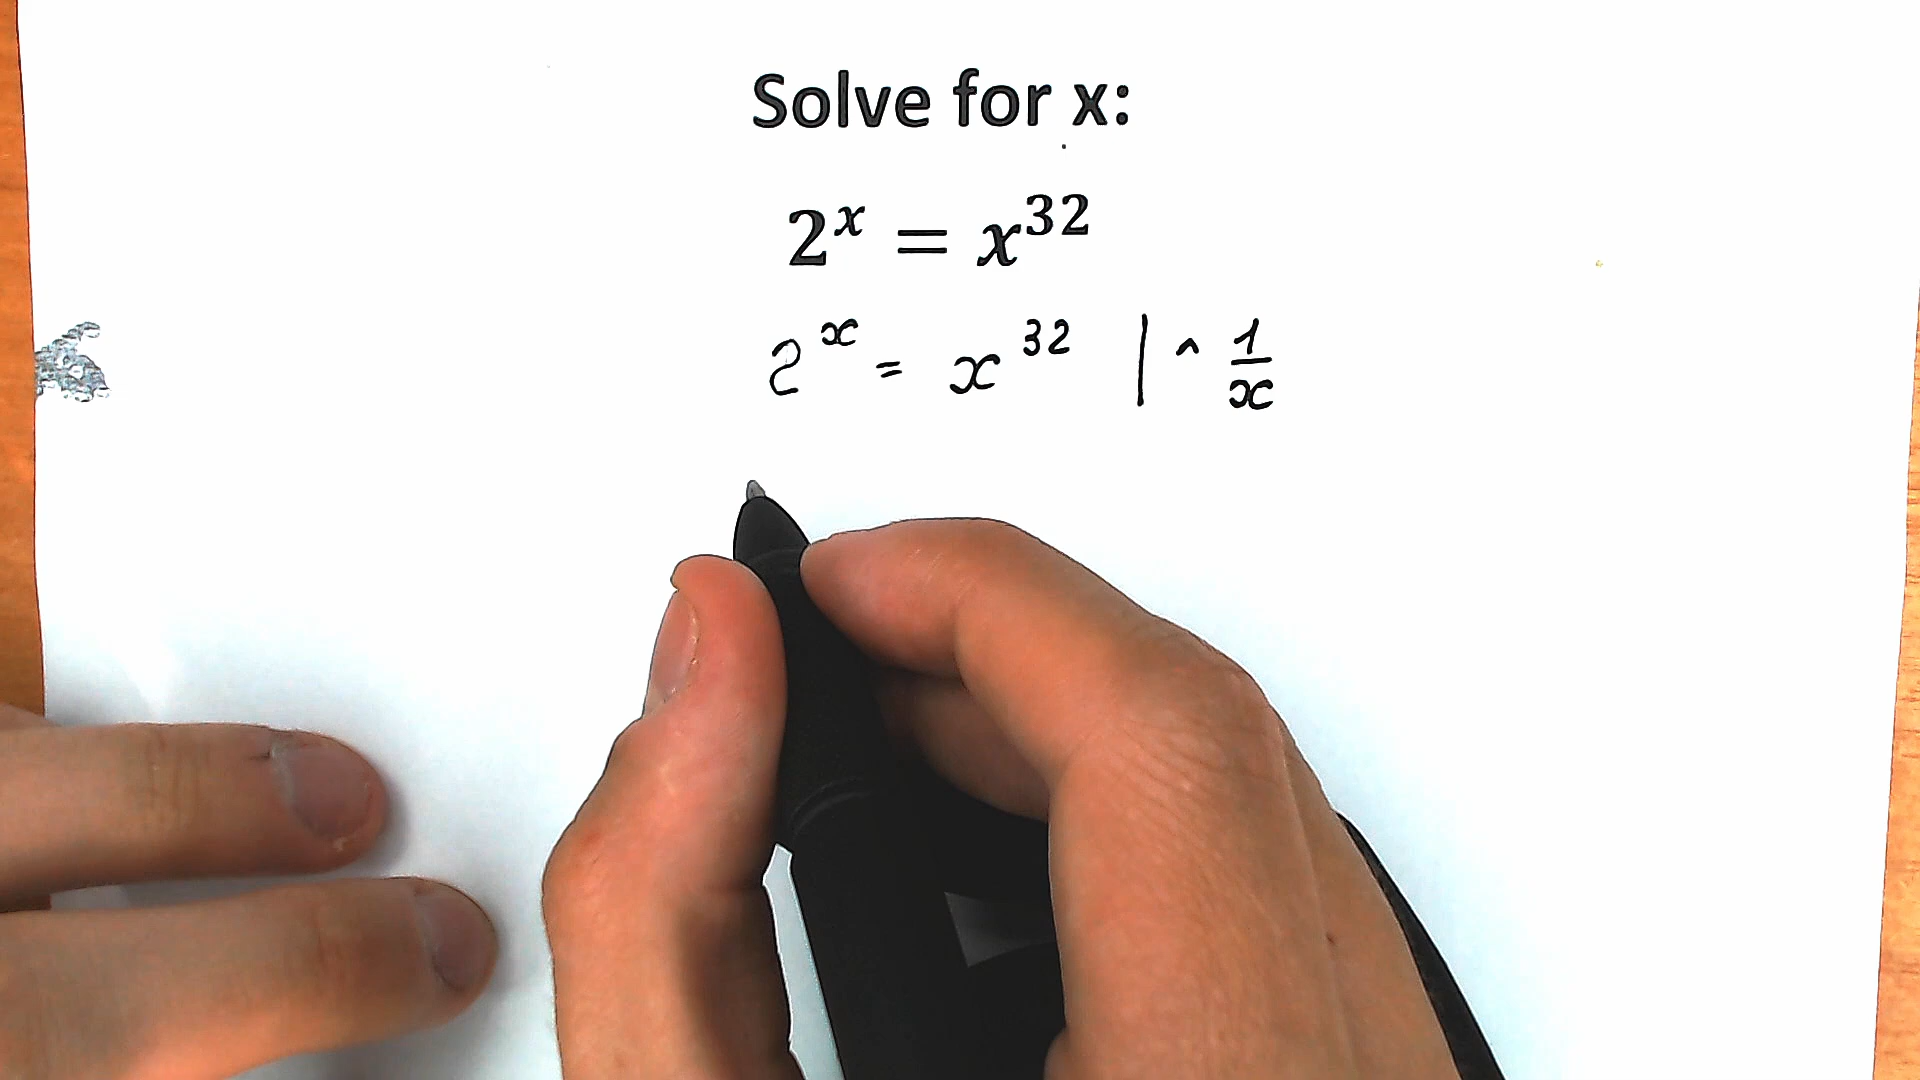 Solve for x:
2^x = x^32
2^x = x^32 | ^ 1/x